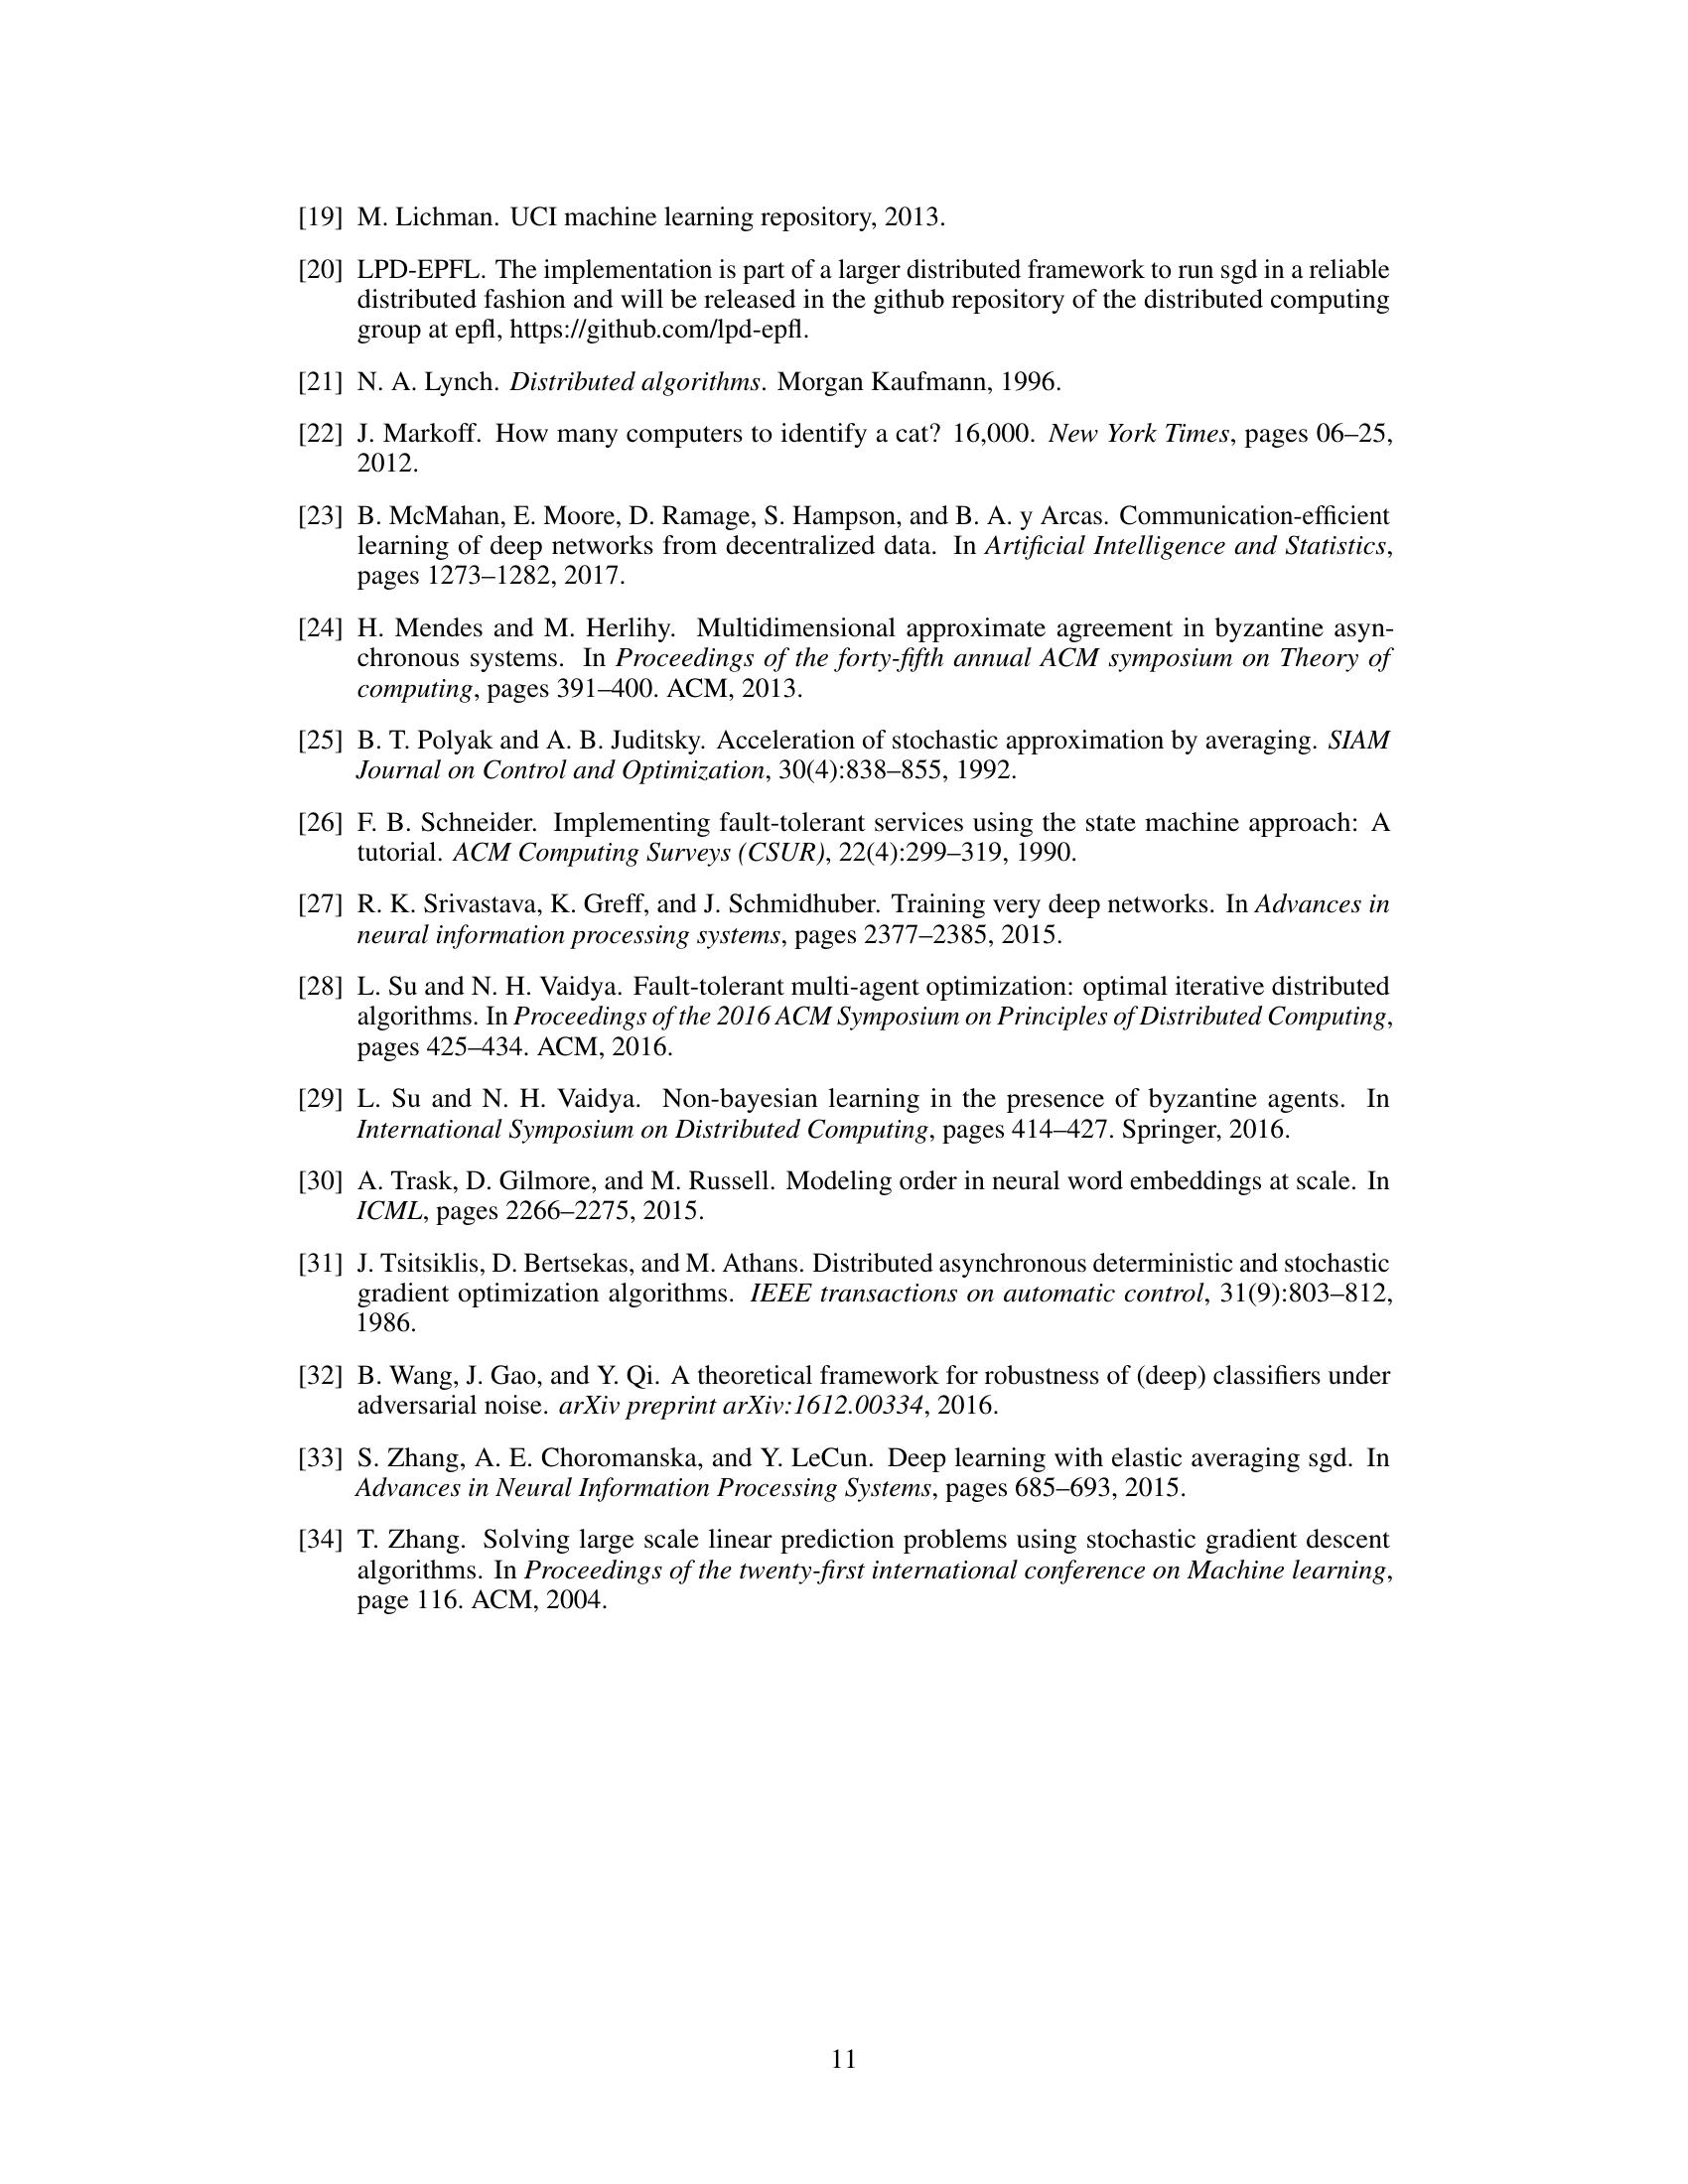 [19] M. Lichman. UCI machine learning repository, 2013.
[20] LPD-EPFL. The implementation is part of a larger distributed framework to run sgd in a reliable
distributed fashion and will be released in the github repository of the distributed computing
group at epfl, https://github.com/lpd-epfl.
[21] N. A. Lynch. Distributed algorithms. Morgan Kaufmann, 1996.
[22] J. Markoff. How many computers to identify a cat? 16,000. New York Times, pages 06–25,
2012.
[23] B. McMahan, E. Moore, D. Ramage, S. Hampson, and B. A. y Arcas. Communication-efficient
learning of deep networks from decentralized data. In Artificial Intelligence and Statistics,
pages 1273–1282, 2017.
[24] H. Mendes and M. Herlihy. Multidimensional approximate agreement in byzantine asyn-
chronous systems. In Proceedings of the forty-fifth annual ACM symposium on Theory of
computing, pages 391–400. ACM, 2013.
[25] B. T. Polyak and A. B. Juditsky. Acceleration of stochastic approximation by averaging. SIAM
Journal on Control and Optimization, 30(4):838–855, 1992.
[26] F. B. Schneider. Implementing fault-tolerant services using the state machine approach: A
tutorial. ACM Computing Surveys (CSUR), 22(4):299–319, 1990.
[27] R. K. Srivastava, K. Greff, and J. Schmidhuber. Training very deep networks. In Advances in
neural information processing systems, pages 2377–2385, 2015.
[28] L. Su and N. H. Vaidya. Fault-tolerant multi-agent optimization: optimal iterative distributed
algorithms. In Proceedings of the 2016 ACM Symposium on Principles of Distributed Computing,
pages 425–434. ACM, 2016.
[29] L. Su and N. H. Vaidya. Non-bayesian learning in the presence of byzantine agents. In
International Symposium on Distributed Computing, pages 414–427. Springer, 2016.
[30] A. Trask, D. Gilmore, and M. Russell. Modeling order in neural word embeddings at scale. In
ICML, pages 2266–2275, 2015.
[31] J. Tsitsiklis, D. Bertsekas, and M. Athans. Distributed asynchronous deterministic and stochastic
gradient optimization algorithms. IEEE transactions on automatic control, 31(9):803–812,
1986.
[32] B. Wang, J. Gao, and Y. Qi. A theoretical framework for robustness of (deep) classifiers under
adversarial noise. arXiv preprint arXiv:1612.00334, 2016.
[33] S. Zhang, A. E. Choromanska, and Y. LeCun. Deep learning with elastic averaging sgd. In
Advances in Neural Information Processing Systems, pages 685–693, 2015.
[34] T. Zhang. Solving large scale linear prediction problems using stochastic gradient descent
algorithms. In Proceedings of the twenty-first international conference on Machine learning,
page 116. ACM, 2004.
11